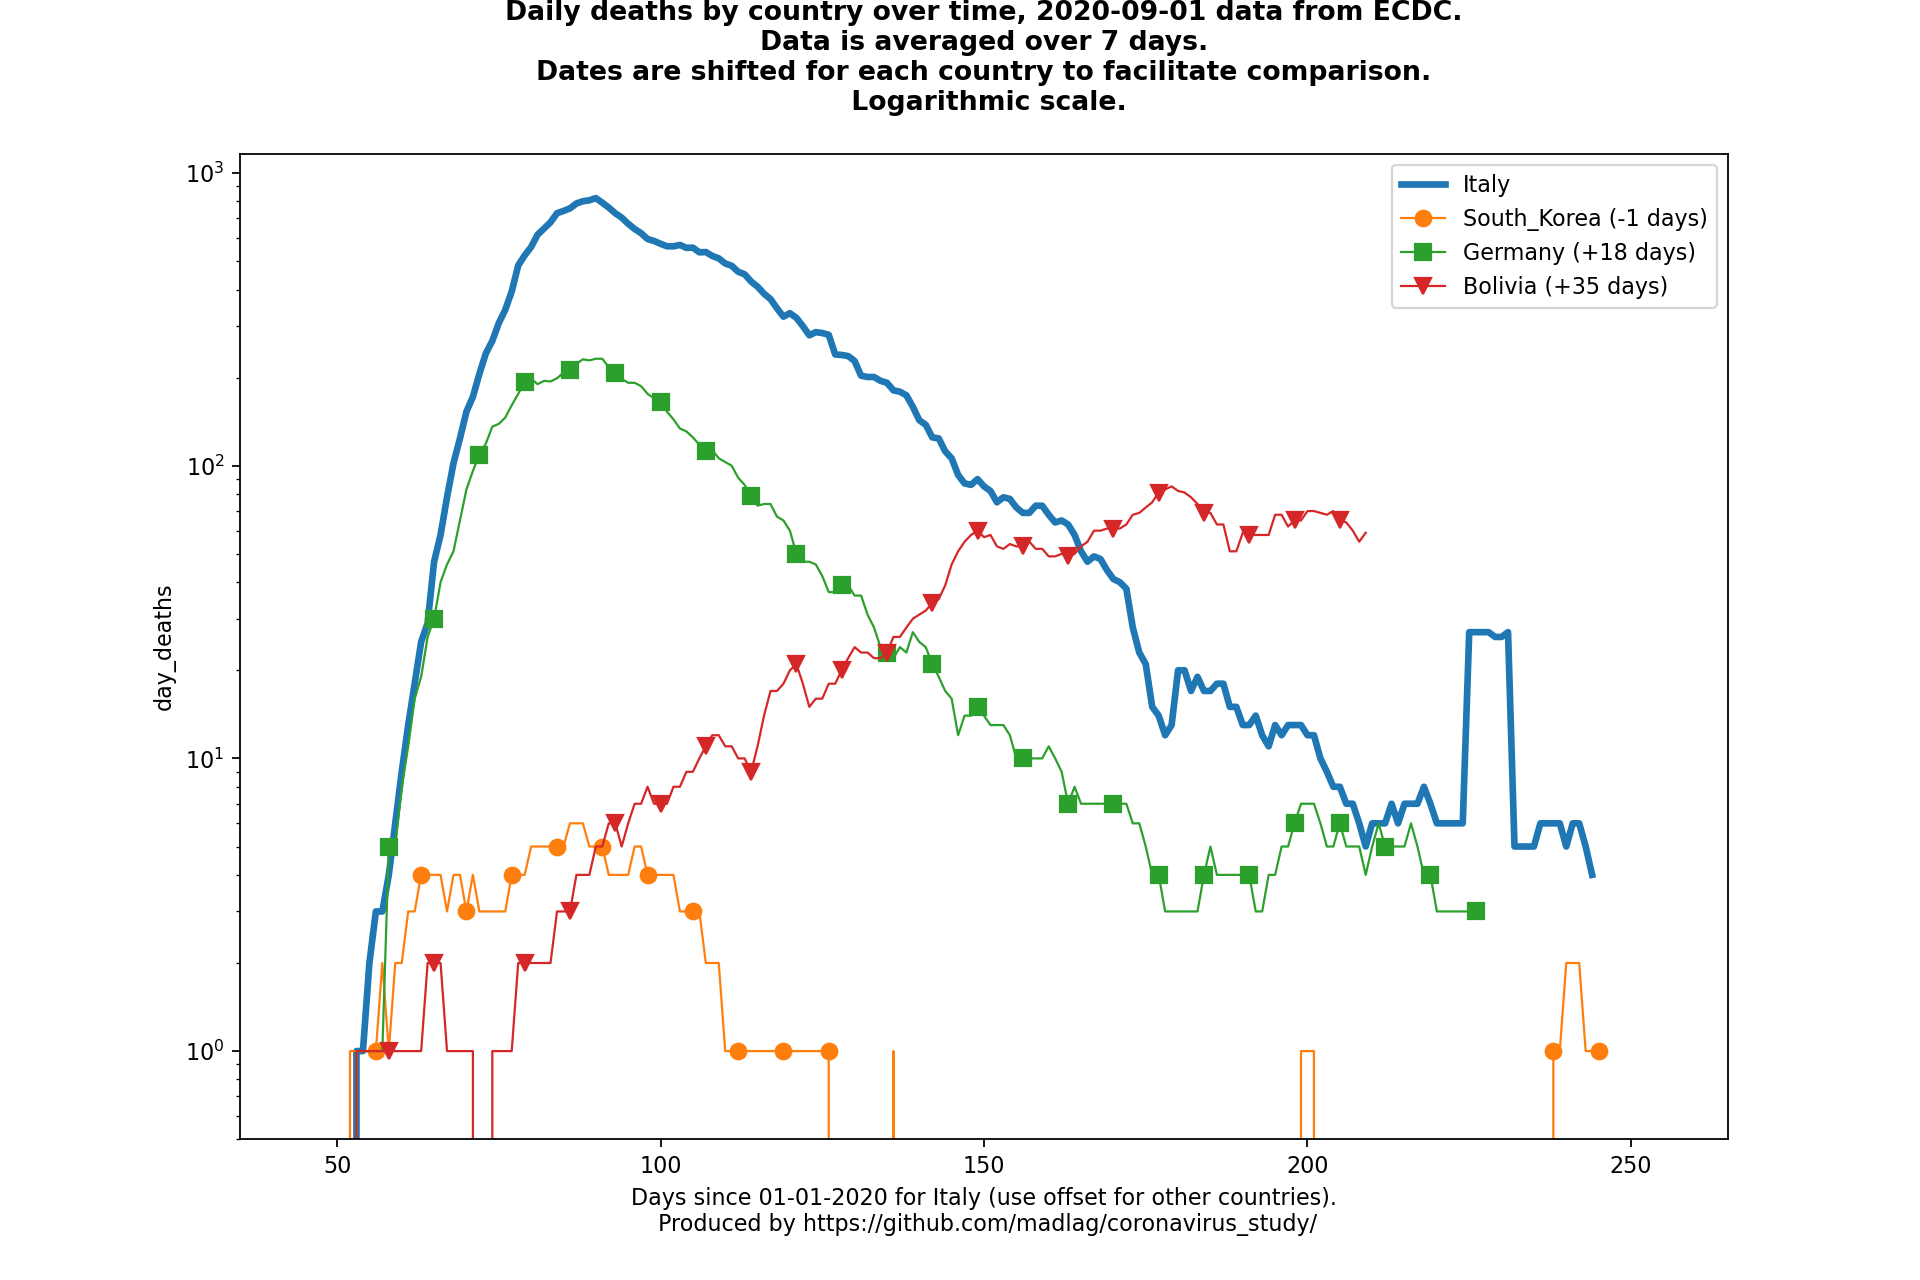 Daily deaths by country over time, 2020-09-01 data from ECDC.
Data is averaged over 7 days.
Dates are shifted for each country to facilitate comparison.
Logarithmic scale.
10³
10²
10¹
10⁰
day_deaths
Italy
South_Korea (-1 days)
Germany (+18 days)
Bolivia (+35 days)
50 100 150 200 250
Days since 01-01-2020 for Italy (use offset for other countries).
Produced by https://github.com/madlag/coronavirus_study/